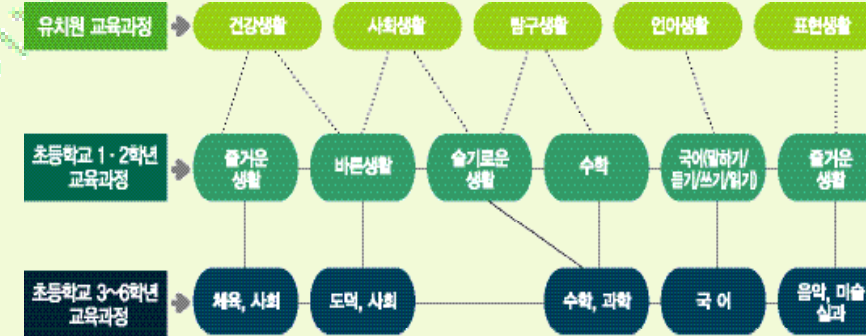 유치원 교육과정
건강생활
사회생활
탐구생활
언어생활
표현생활
초등학교 1·2학년
교육과정
즐거운
생활
바른생활
슬기로운
생활
수학
국어(말하기/
듣기/쓰기/읽기)
즐거운
생활
초등학교 3~6학년
교육과정
체육, 사회
도덕, 사회
수학, 과학
국 어
음악, 미술
실과